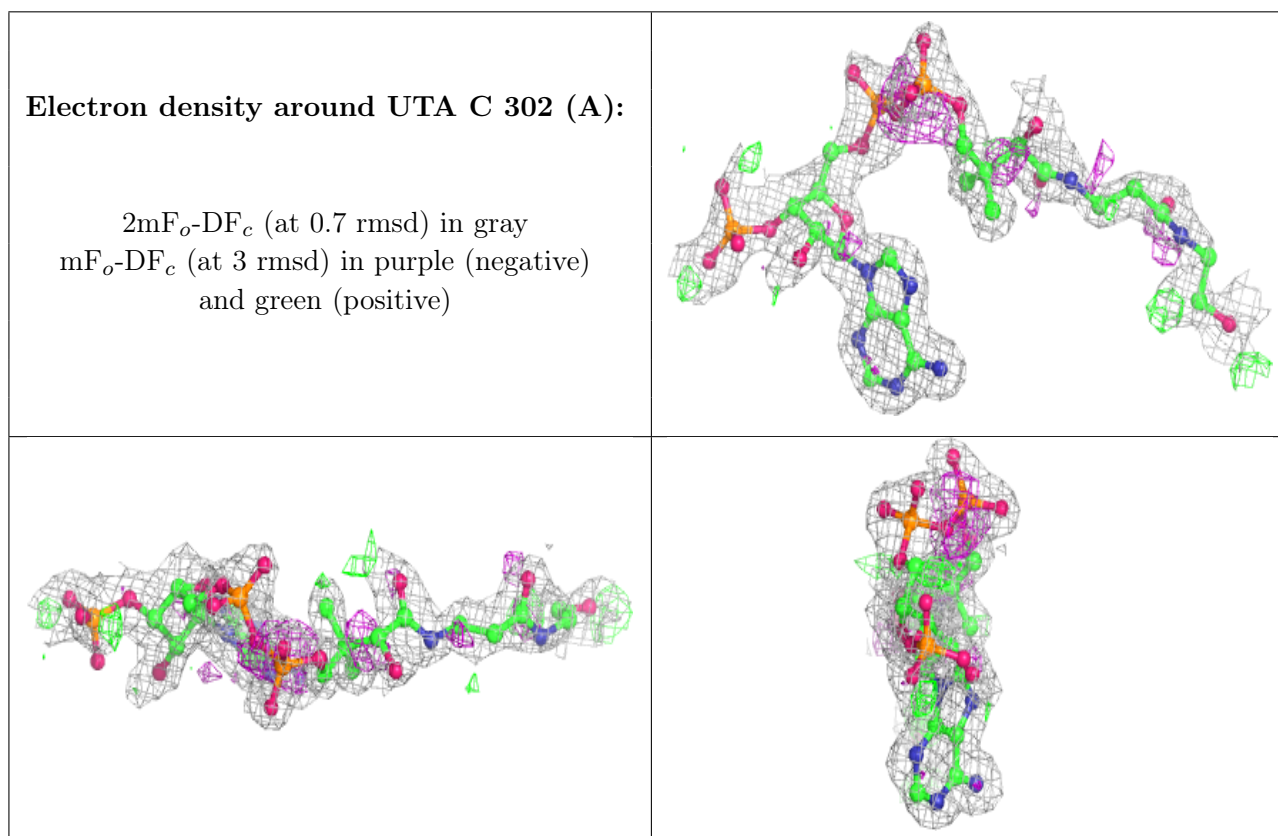 Electron density around UTA C 302 (A):
2mFₒ-DF𝒸 (at 0.7 rmsd) in gray
mFₒ-DF𝒸 (at 3 rmsd) in purple (negative)
and green (positive)